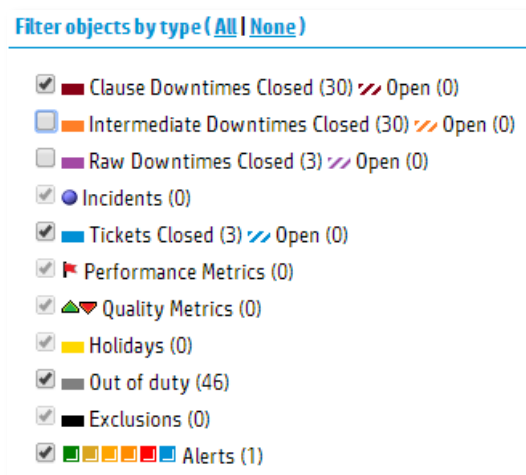 Filter objects by type ( All | None )
Clause Downtimes Closed (30) Open (0)
Intermediate Downtimes Closed (30) Open (0)
Raw Downtimes Closed (3) Open (0)
Incidents (0)
Tickets Closed (3) Open (0)
Performance Metrics (0)
Quality Metrics (0)
Holidays (0)
Out of duty (46)
Exclusions (0)
Alerts (1)